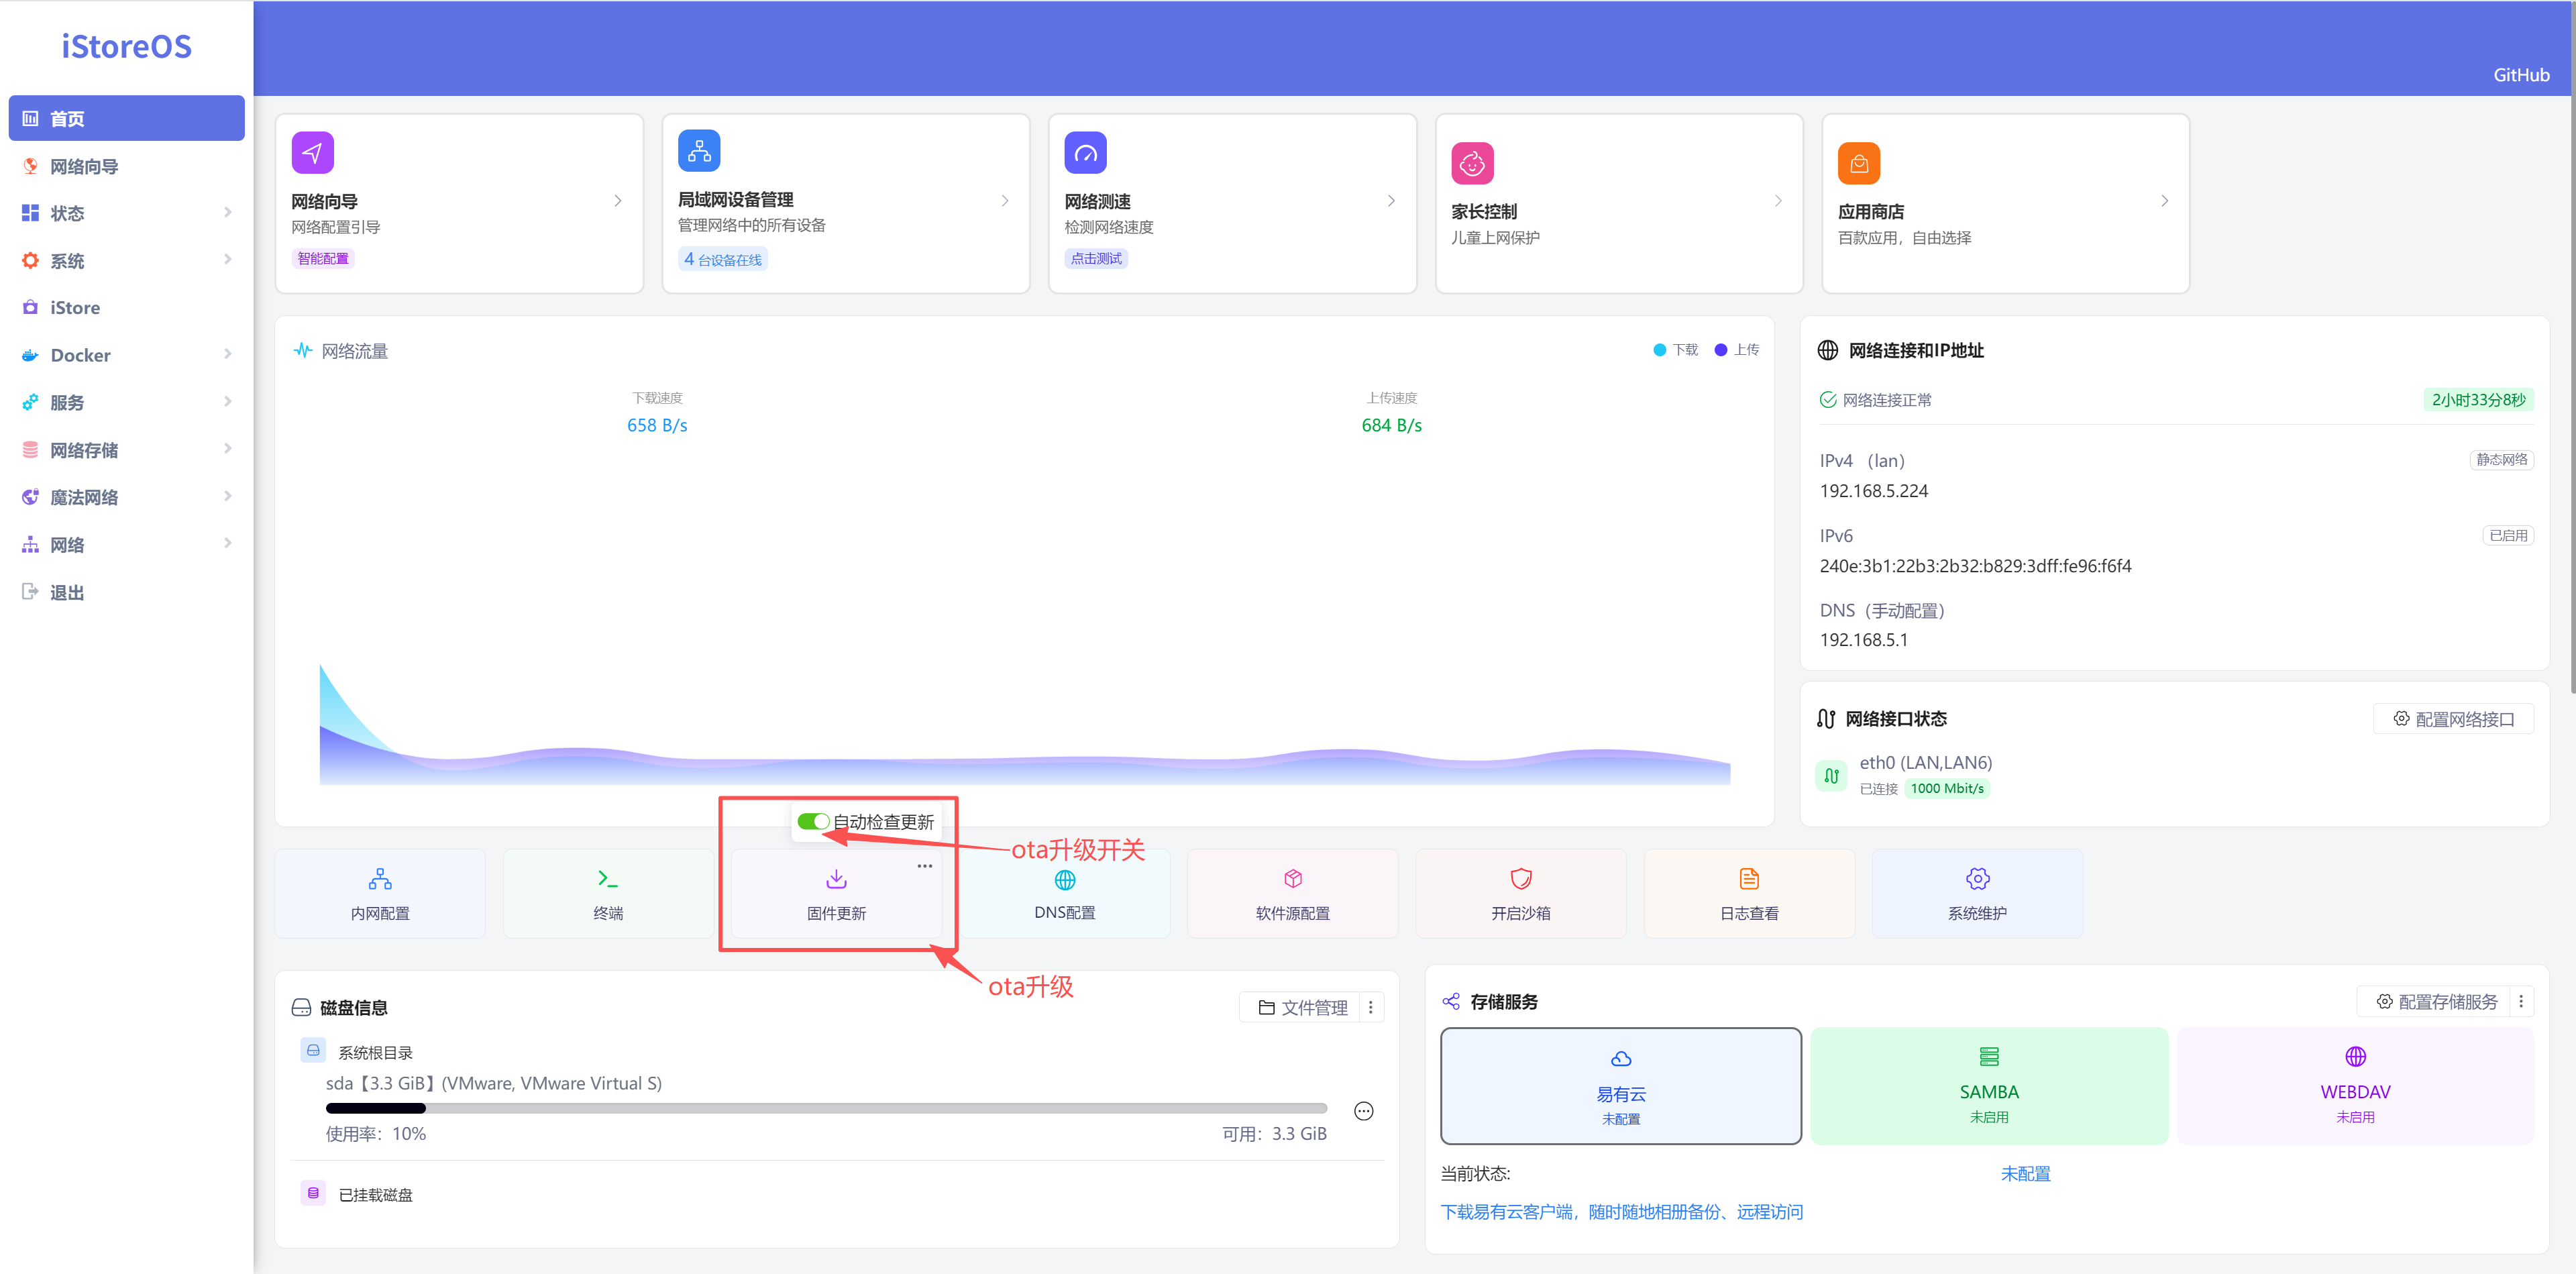 iStoreOS
GitHub
首页
网络向导
状态
系统
iStore
Docker
服务
网络存储
魔法网络
网络
退出
网络向导
网络配置引导
智能配置
局域网设备管理
管理网络中的所有设备
4 台设备在线
网络测速
检测网络速度
点击测试
家长控制
儿童上网保护
应用商店
百款应用，自由选择
网络流量
下载 上传
下载速度
658 B/s
上传速度
684 B/s
网络连接和IP地址
网络连接正常
2小时33分8秒
IPv4 （lan）
静态网络
192.168.5.224
IPv6
已启用
240e:3b1:22b3:2b32:b829:3dff:fe96:f6f4
DNS（手动配置）
192.168.5.1
网络接口状态
配置网络接口
eth0 (LAN,LAN6)
已连接 1000 Mbit/s
自动检查更新
ota升级开关
内网配置
终端
固件更新
DNS配置
软件源配置
开启沙箱
日志查看
系统维护
ota升级
磁盘信息
文件管理
系统根目录
sda【3.3 GiB】(VMware, VMware Virtual S)
使用率：10%
可用：3.3 GiB
已挂载磁盘
存储服务
配置存储服务
易有云
未配置
SAMBA
未启用
WEBDAV
未启用
当前状态:
未配置
下载易有云客户端，随时随地相册备份、远程访问